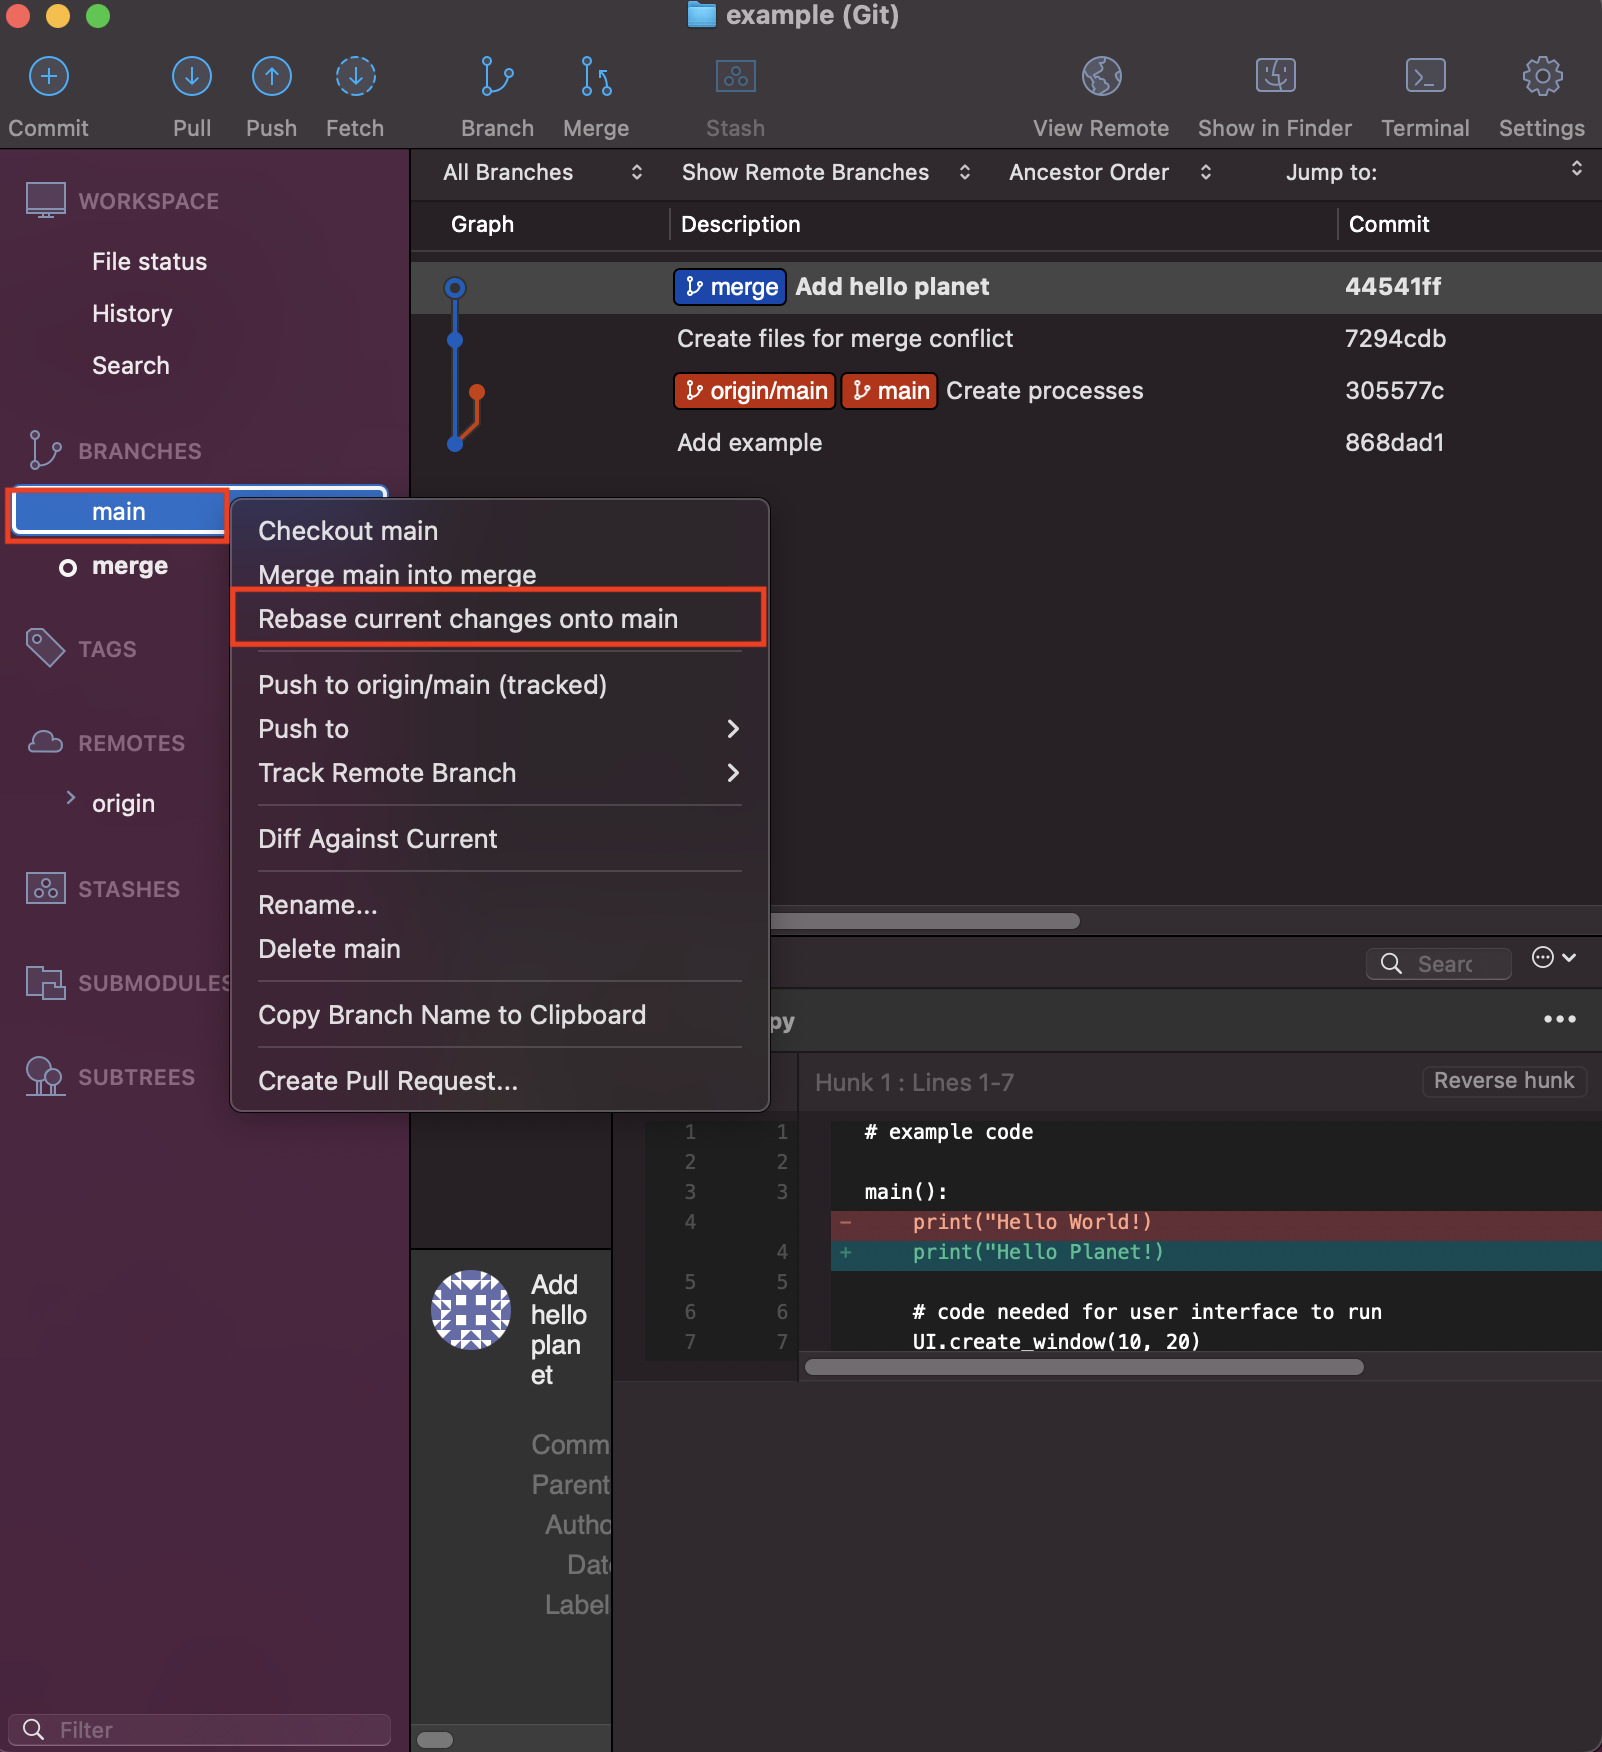 example (Git)
Commit Pull Push Fetch Branch Merge Stash View Remote Show in Finder Terminal Settings
WORKSPACE
File status
History
Search
BRANCHES
main
merge
TAGS
REMOTES
origin
STASHES
SUBMODULES
SUBTREES
Filter
All Branches Show Remote Branches Ancestor Order Jump to:
Graph Description Commit
merge Add hello planet 44541ff
Create files for merge conflict 7294cdb
origin/main main Create processes 305577c
Add example 868dad1
Checkout main
Merge main into merge
Rebase current changes onto main
Push to origin/main (tracked)
Push to
Track Remote Branch
Diff Against Current
Rename...
Delete main
Copy Branch Name to Clipboard
Create Pull Request...
Searc
py
Hunk 1 : Lines 1-7 Reverse hunk
1 1 # example code
2 2
3 3 main():
4 - print("Hello World!)
4 + print("Hello Planet!)
5 5
6 6 # code needed for user interface to run
7 7 UI.create_window(10, 20)
Add
hello
plan
et
Comm
Parent
Autho
Dat
Label